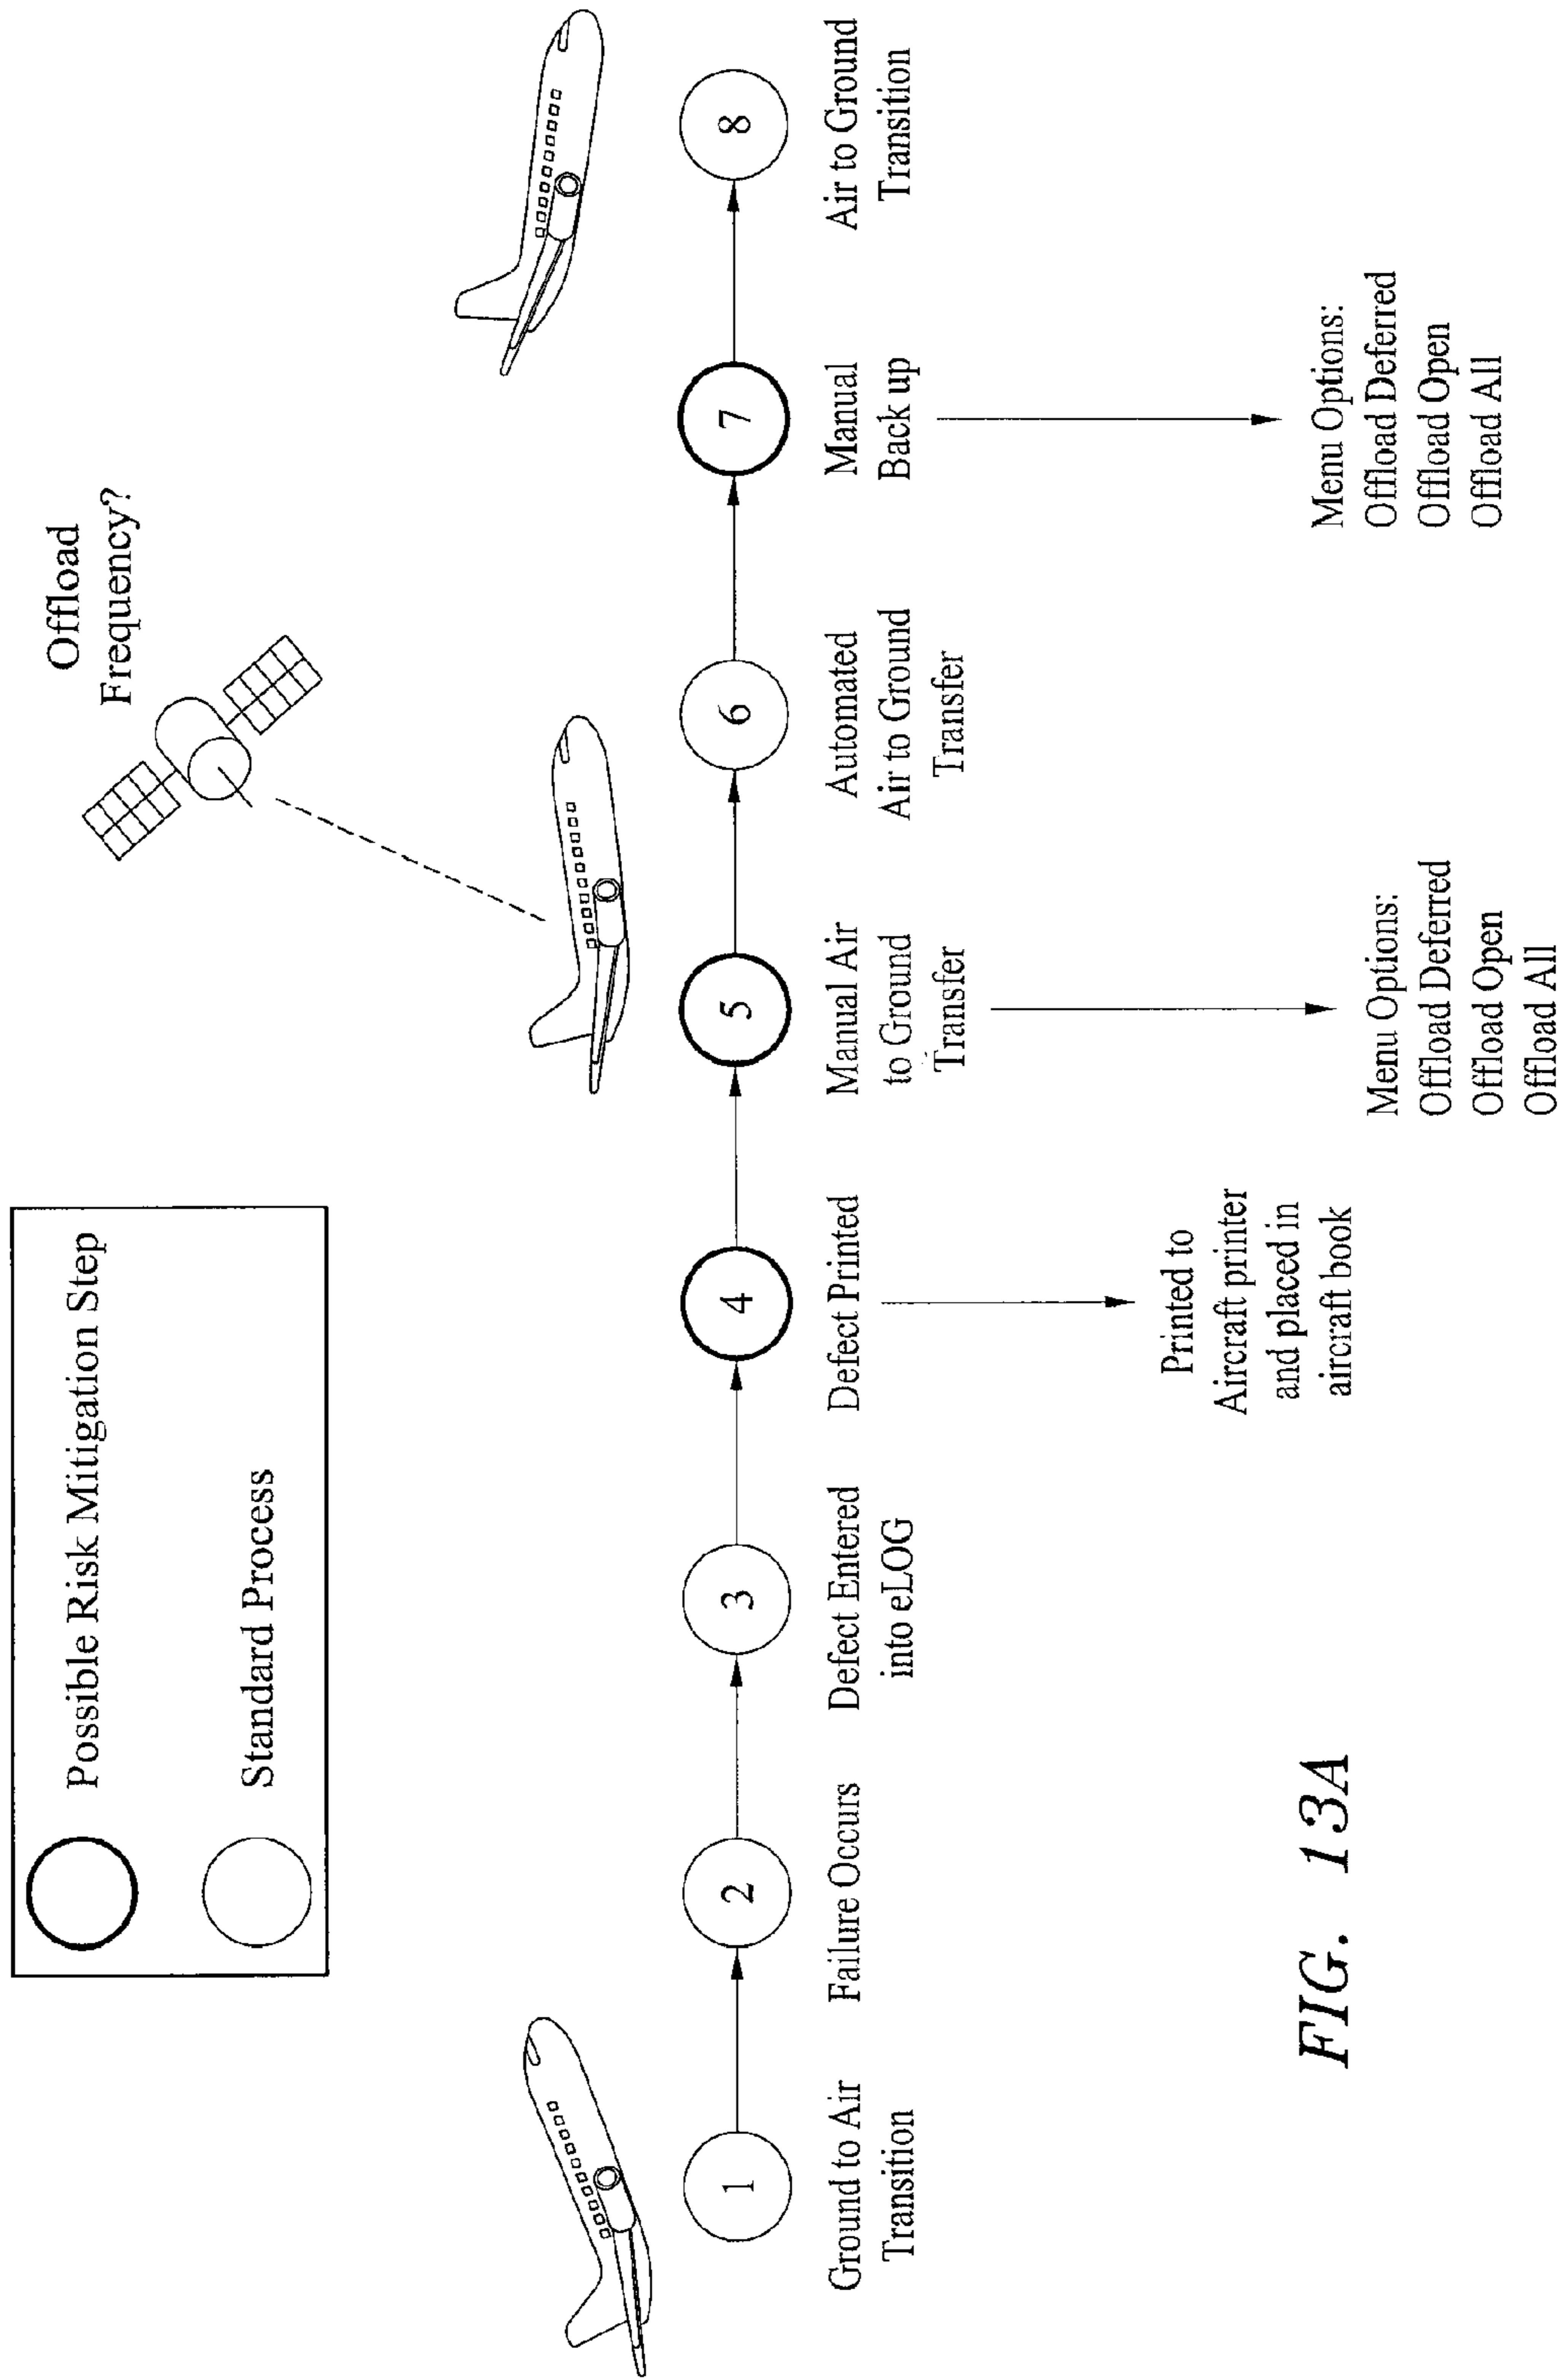 Possible Risk Mitigation Step
Standard Process
Offload
Frequency?
1
2
3
4
5
6
7
8
Ground to Air
Transition
Failure Occurs
Defect Entered
into eLOG
Defect Printed
Manual Air
to Ground
Transfer
Automated
Air to Ground
Transfer
Manual
Back up
Air to Ground
Transition
Printed to
Aircraft printer
and placed in
aircraft book
Menu Options:
Offload Deferred
Offload Open
Offload All
Menu Options:
Offload Deferred
Offload Open
Offload All
FIG. 13A